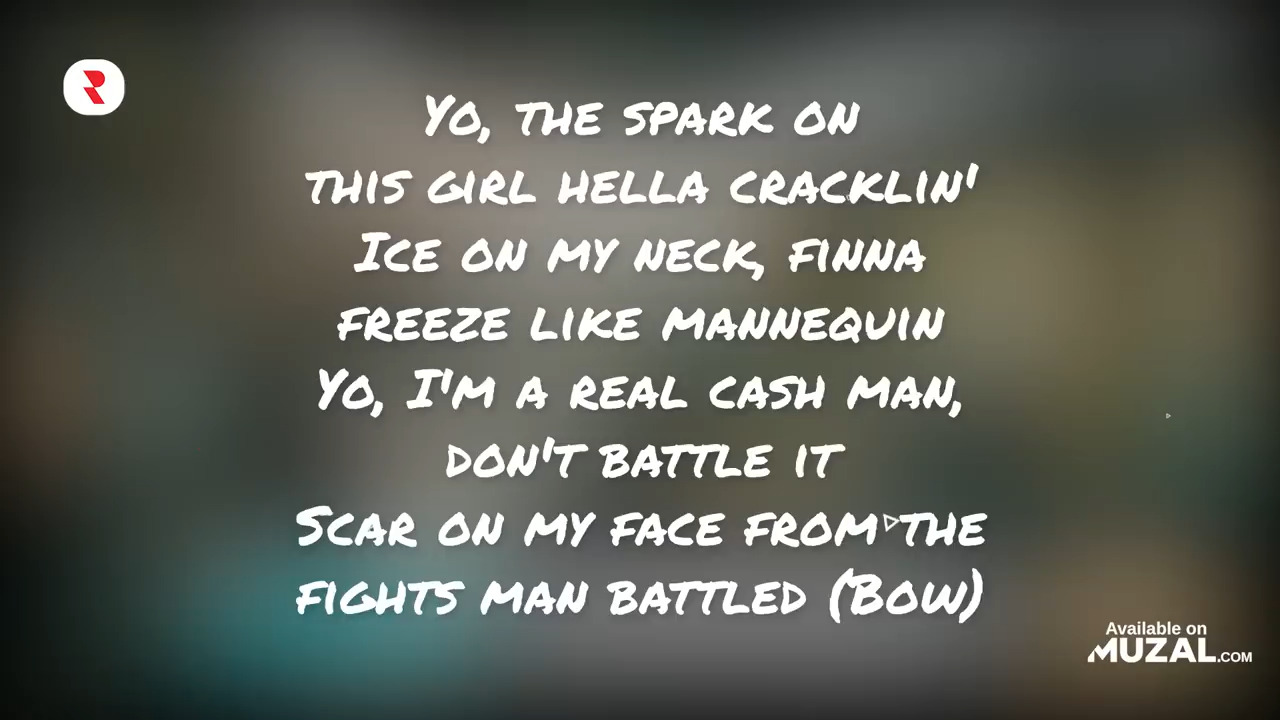 Yo, THE SPARK ON
THIS GIRL HELLA CRACKLIN'
ICE ON MY NECK, FINNA
FREEZE LIKE MANNEQUIN
YO, I'M A REAL CASH MAN,
DON'T BATTLE IT
SCAR ON MY FACE FROM THE
FIGHTS MAN BATTLED (BOW)
Available on
MUZAL.COM